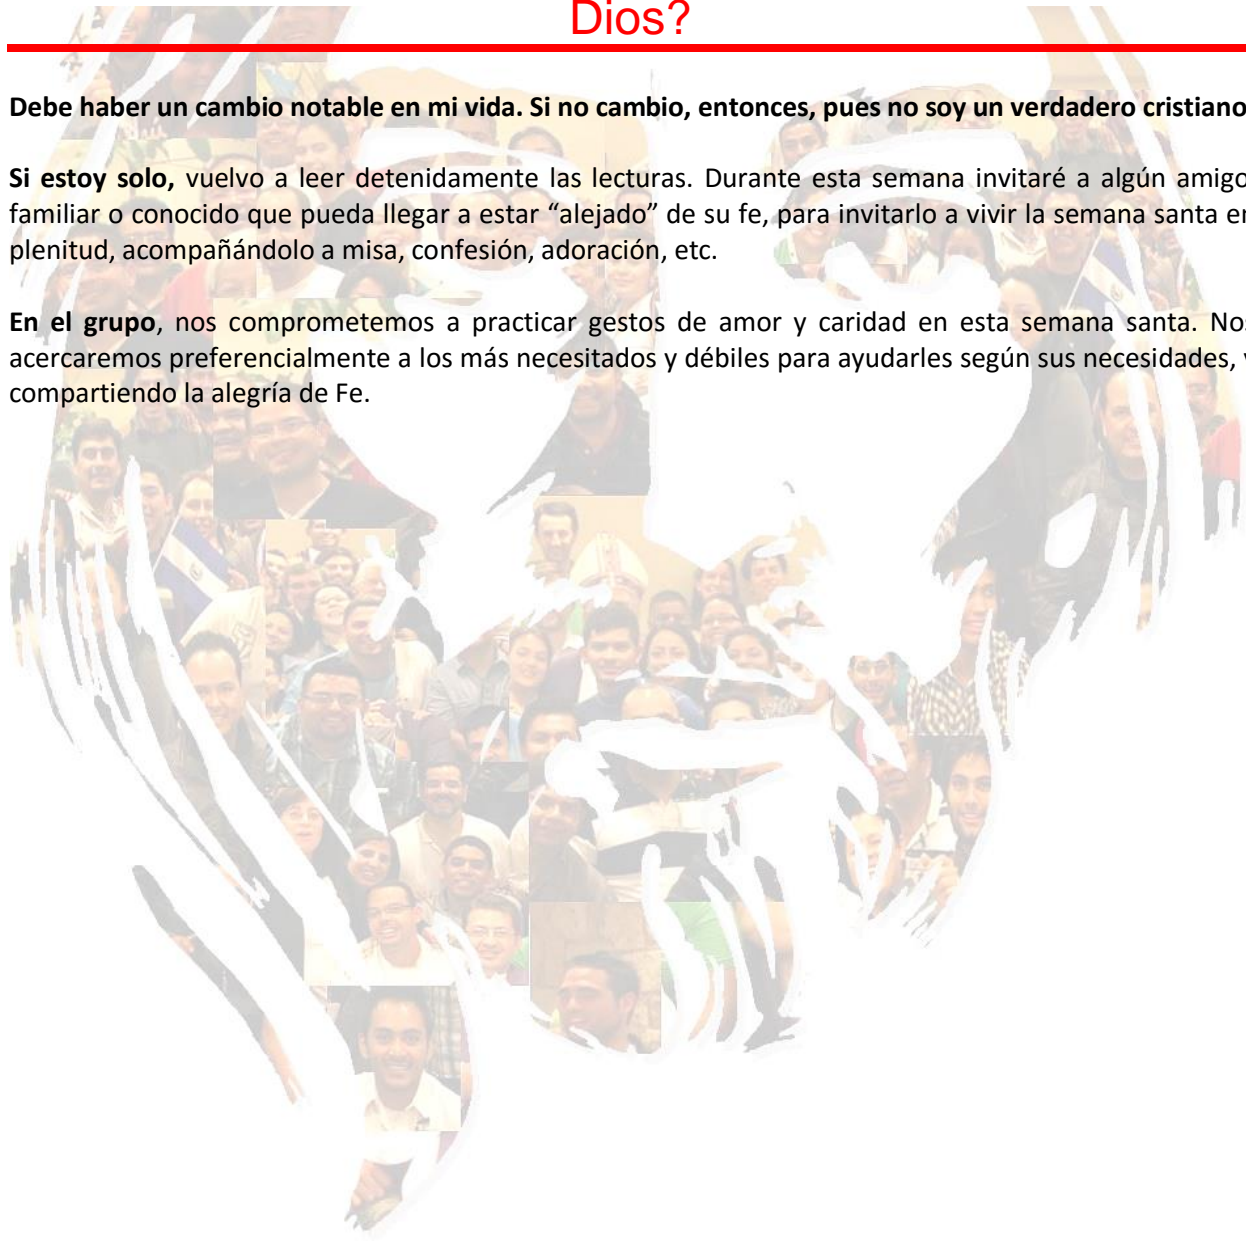 Dios?
Debe haber un cambio notable en mi vida. Si no cambio, entonces, pues no soy un verdadero cristiano
Si estoy solo, vuelvo a leer detenidamente las lecturas. Durante esta semana invitaré a algún amigo
familiar o conocido que pueda llegar a estar “alejado” de su fe, para invitarlo a vivir la semana santa en
plenitud, acompañándolo a misa, confesión, adoración, etc.
En el grupo, nos comprometemos a practicar gestos de amor y caridad en esta semana santa. Nos
acercaremos preferencialmente a los más necesitados y débiles para ayudarles según sus necesidades, y
compartiendo la alegría de Fe.